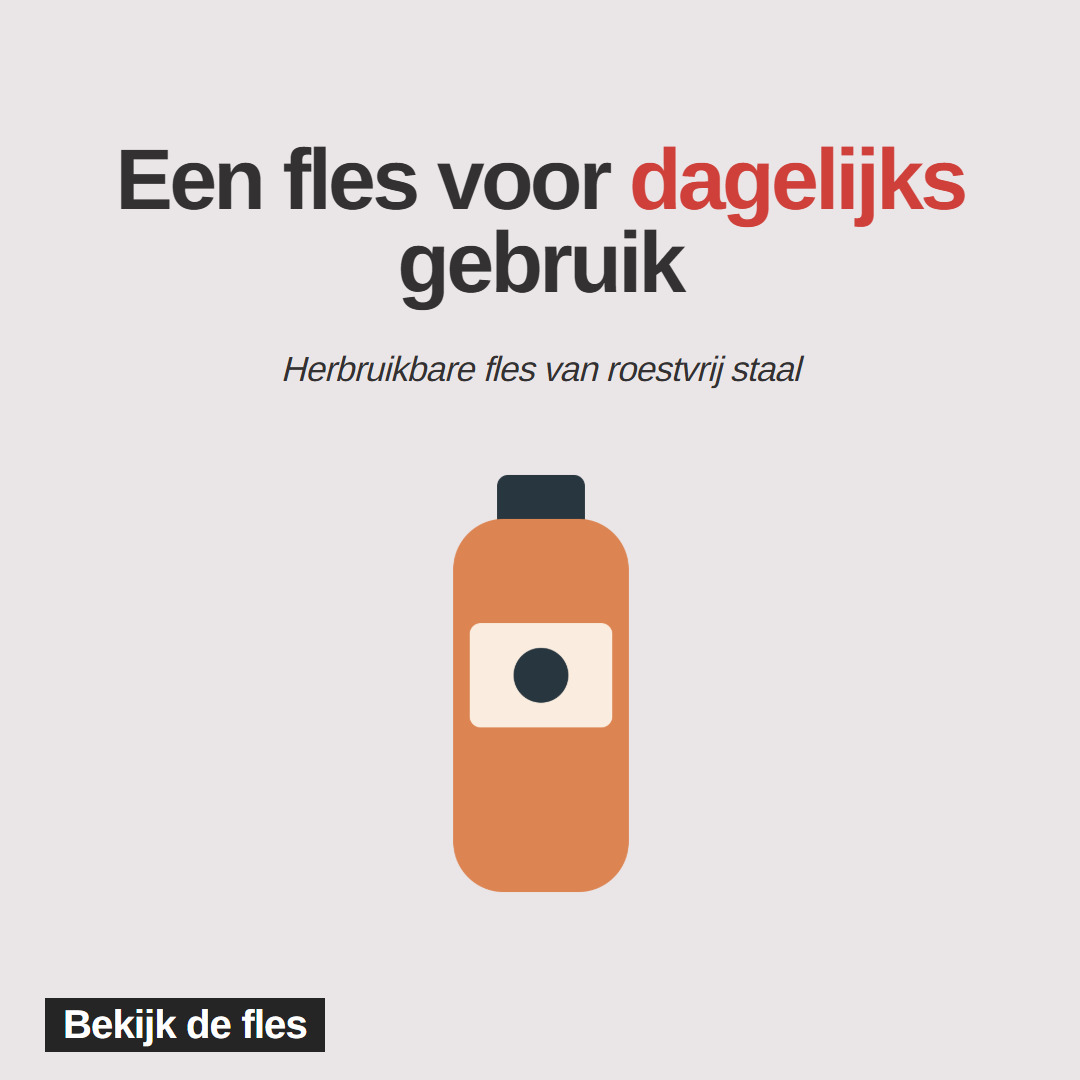 Een fles voor dagelijks
gebruik
Herbruikbare fles van roestvrij staal
Bekijk de fles